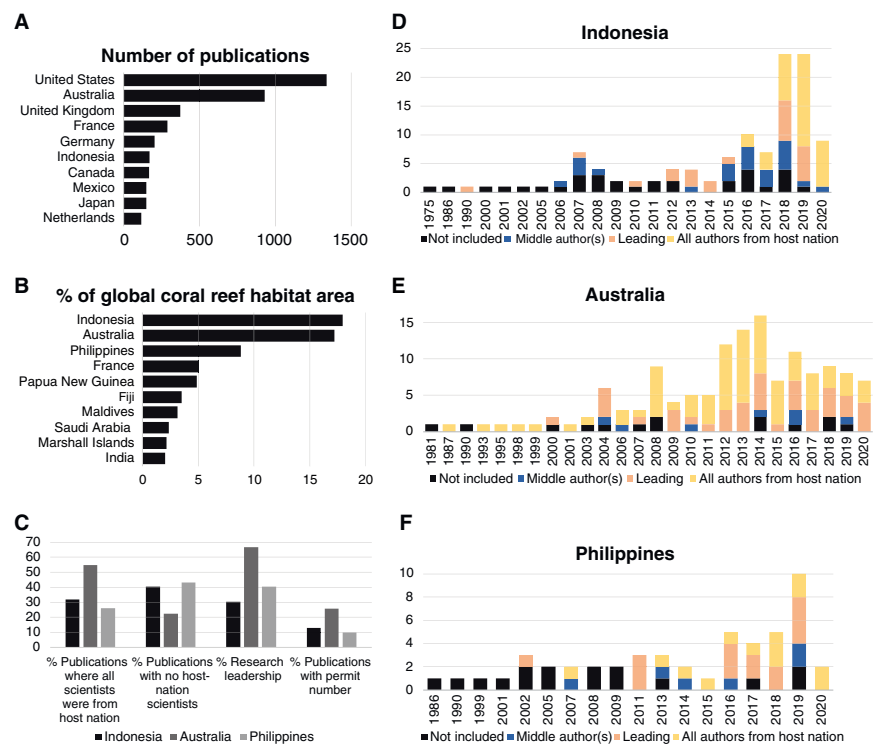 A
Number of publications
United States
Australia
United Kingdom
France
Germany
Indonesia
Canada
Mexico
Japan
Netherlands
0 500 1000 1500
B
% of global coral reef habitat area
Indonesia
Australia
Philippines
France
Papua New Guinea
Fiji
Maldives
Saudi Arabia
Marshall Islands
India
0 5 10 15 20
C
70
60
50
40
30
20
10
0
% Publications where all scientists were from host nation
% Publications with no host-nation scientists
% Research leadership
% Publications with permit number
Indonesia Australia Philippines
D
Indonesia
25
20
15
10
5
0
1975 1986 1990 2000 2001 2002 2005 2006 2007 2008 2009 2010 2011 2012 2013 2014 2015 2016 2017 2018 2019 2020
Not included Middle author(s) Leading All authors from host nation
E
Australia
15
10
5
0
1981 1987 1990 1993 1995 1998 1999 2000 2001 2003 2004 2006 2007 2008 2009 2010 2011 2012 2013 2014 2015 2016 2017 2018 2019 2020
Not included Middle author(s) Leading All authors from host nation
F
Philippines
10
8
6
4
2
0
1986 1990 1999 2001 2002 2005 2007 2008 2009 2011 2013 2014 2015 2016 2017 2018 2019 2020
Not included Middle author(s) Leading All authors from host nation